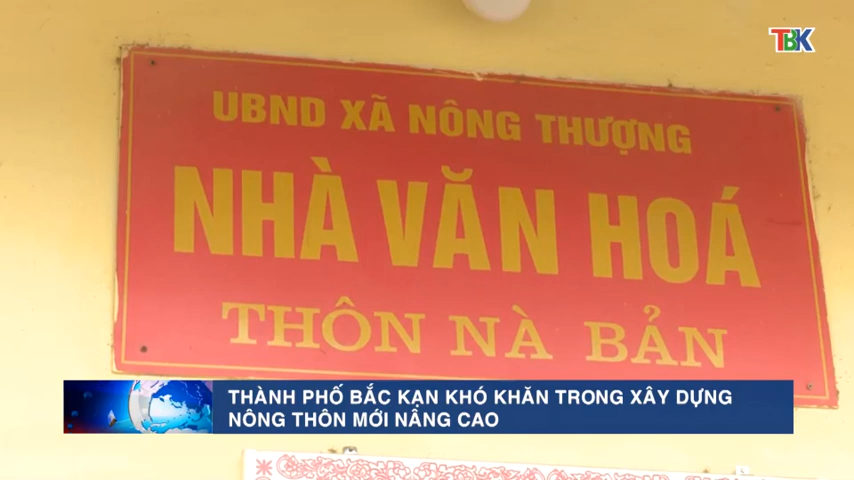 TBK
UBND XÃ NÔNG THƯỢNG
NHÀ VĂN HOÁ
THÔN NÀ BẢN
THÀNH PHỐ BẮC KẠN KHÓ KHĂN TRONG XÂY DỰNG
NÔNG THÔN MỚI NÂNG CAO